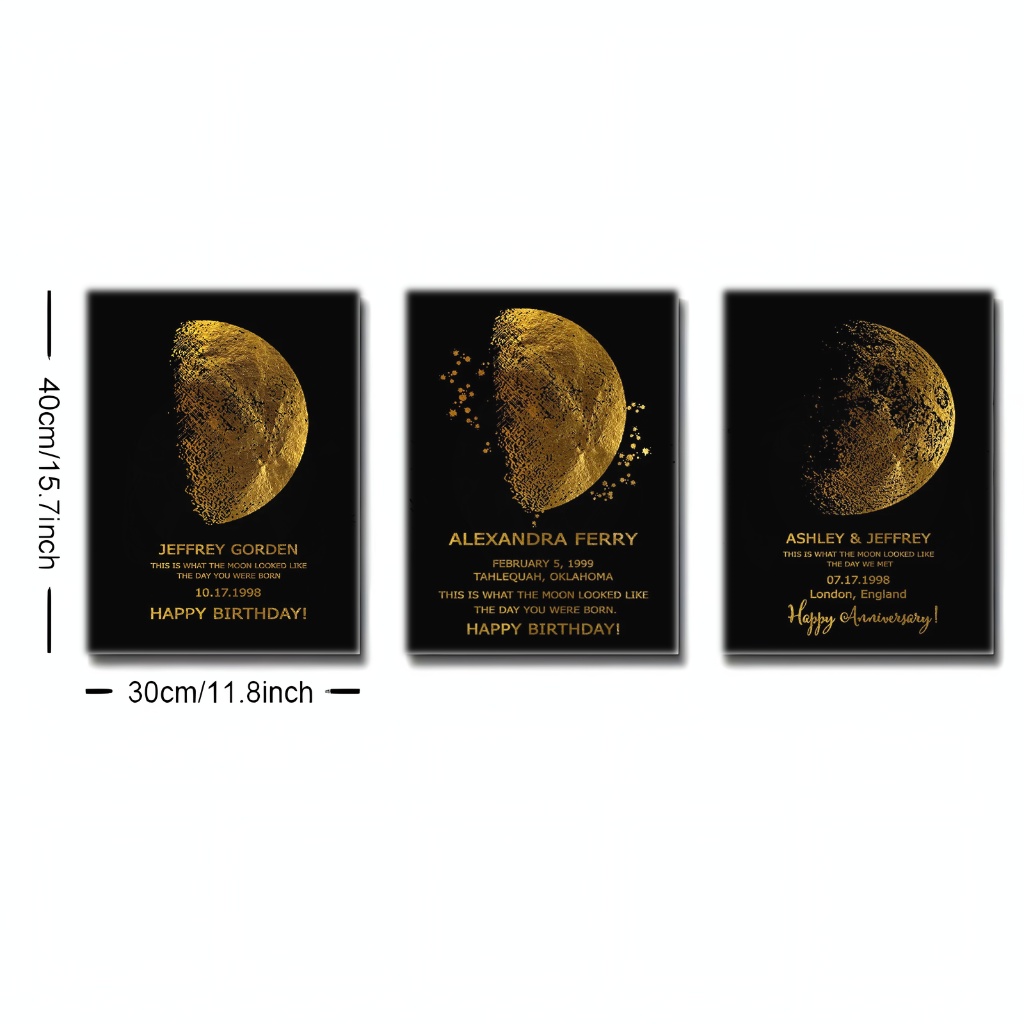 40cm/15.7inch
JEFFREY GORDEN
THIS IS WHAT THE MOON LOOKED LIKE
THE DAY YOU WERE BORN
10.17.1998
HAPPY BIRTHDAY!
30cm/11.8inch
ALEXANDRA FERRY
FEBRUARY 5, 1999
TAHLEQUAH, OKLAHOMA
THIS IS WHAT THE MOON LOOKED LIKE
THE DAY YOU WERE BORN.
HAPPY BIRTHDAY!
ASHLEY & JEFFREY
THIS IS WHAT THE MOON LOOKED LIKE
THE DAY WE MET
07.17.1998
London, England
Happy Anniversary!